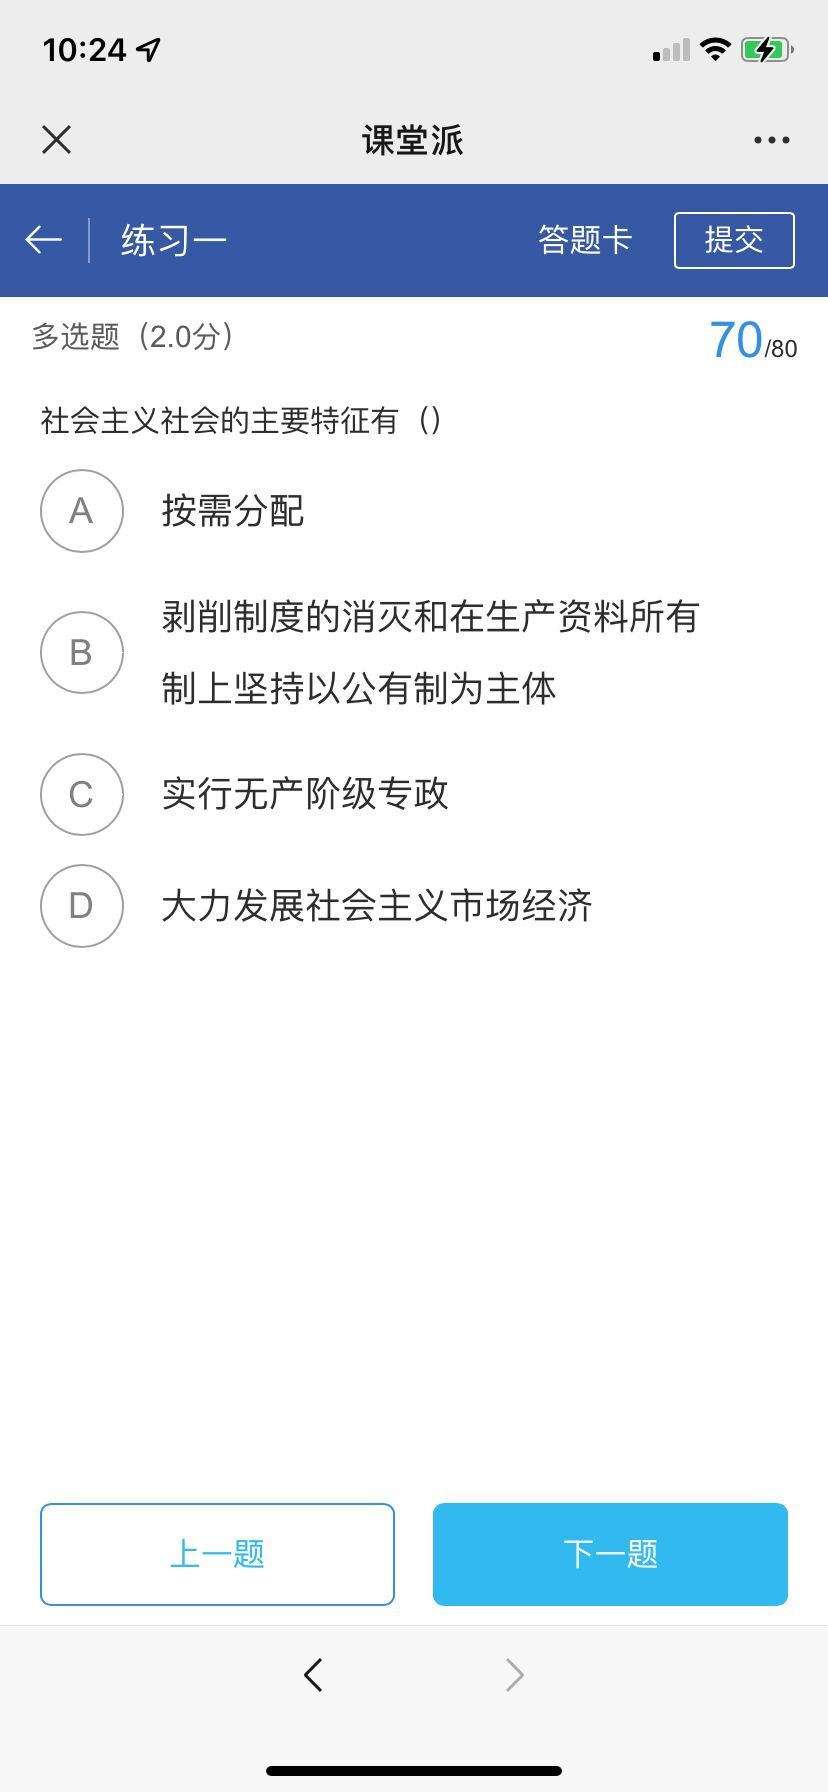 10:24
课堂派
练习一
答题卡
提交
多选题（2.0分）
70/80
社会主义社会的主要特征有（）
A 按需分配
B 剥削制度的消灭和在生产资料所有
制上坚持以公有制为主体
C 实行无产阶级专政
D 大力发展社会主义市场经济
上一题
下一题